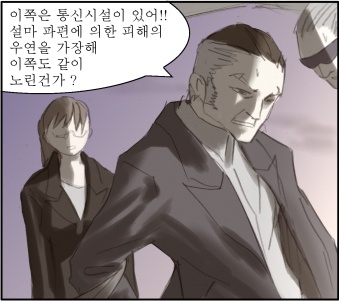 이쪽은 통신시설이 있어!!
설마 파편에 의한 피해의
우연을 가장해
이쪽도 같이
노린건가 ?